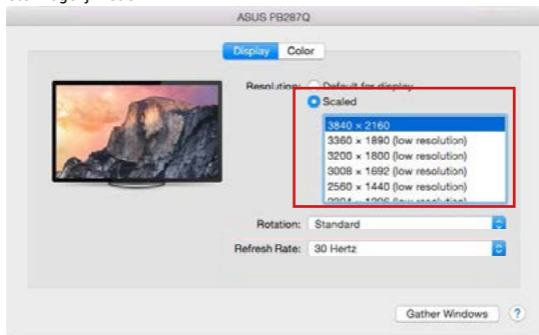 ASUS PB287Q
Display Color
Resolution: Default for display
Scaled
3840 × 2160
3360 × 1890 (low resolution)
3200 × 1800 (low resolution)
3008 × 1692 (low resolution)
2560 × 1440 (low resolution)
Rotation: Standard
Refresh Rate: 30 Hertz
Gather Windows ?